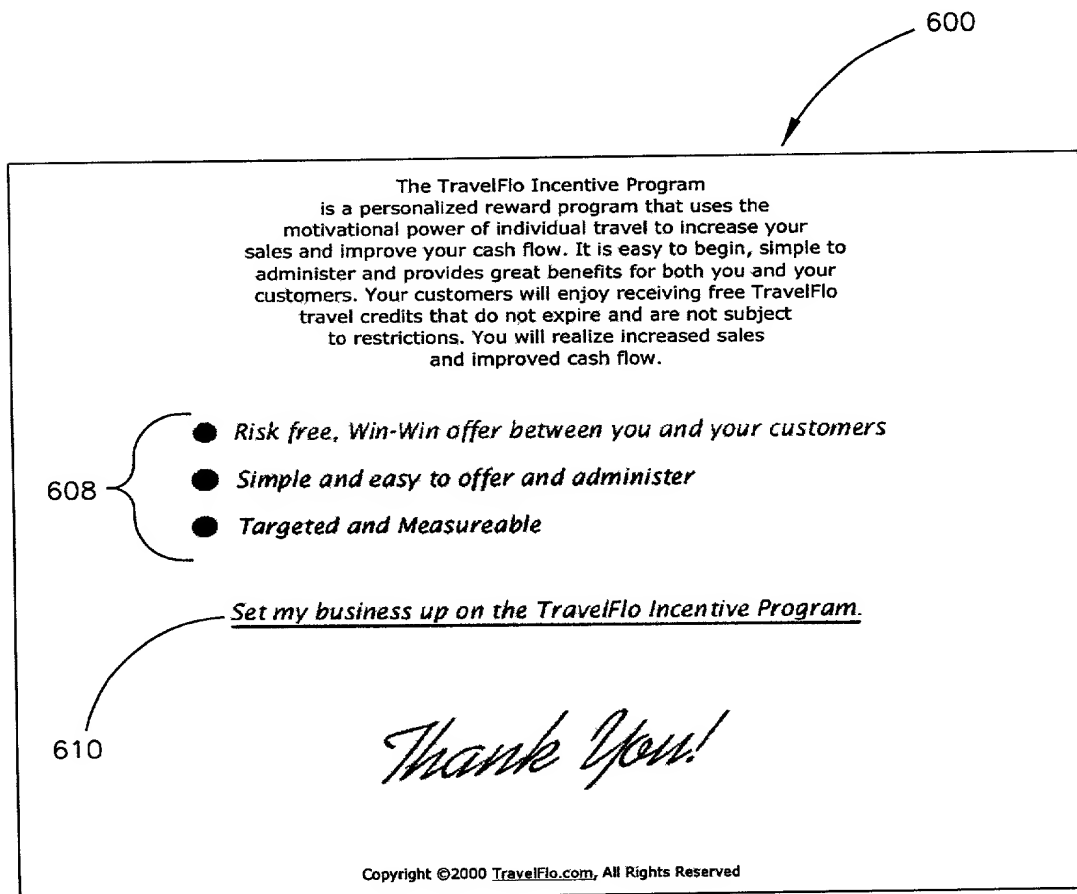 600
The TravelFlo Incentive Program
is a personalized reward program that uses the
motivational power of individual travel to increase your
sales and improve your cash flow. It is easy to begin, simple to
administer and provides great benefits for both you and your
customers. Your customers will enjoy receiving free TravelFlo
travel credits that do not expire and are not subject
to restrictions. You will realize increased sales
and improved cash flow.
608
● Risk free, Win-Win offer between you and your customers
● Simple and easy to offer and administer
● Targeted and Measureable
Set my business up on the TravelFlo Incentive Program.
610
Thank You!
Copyright ©2000 TravelFlo.com, All Rights Reserved